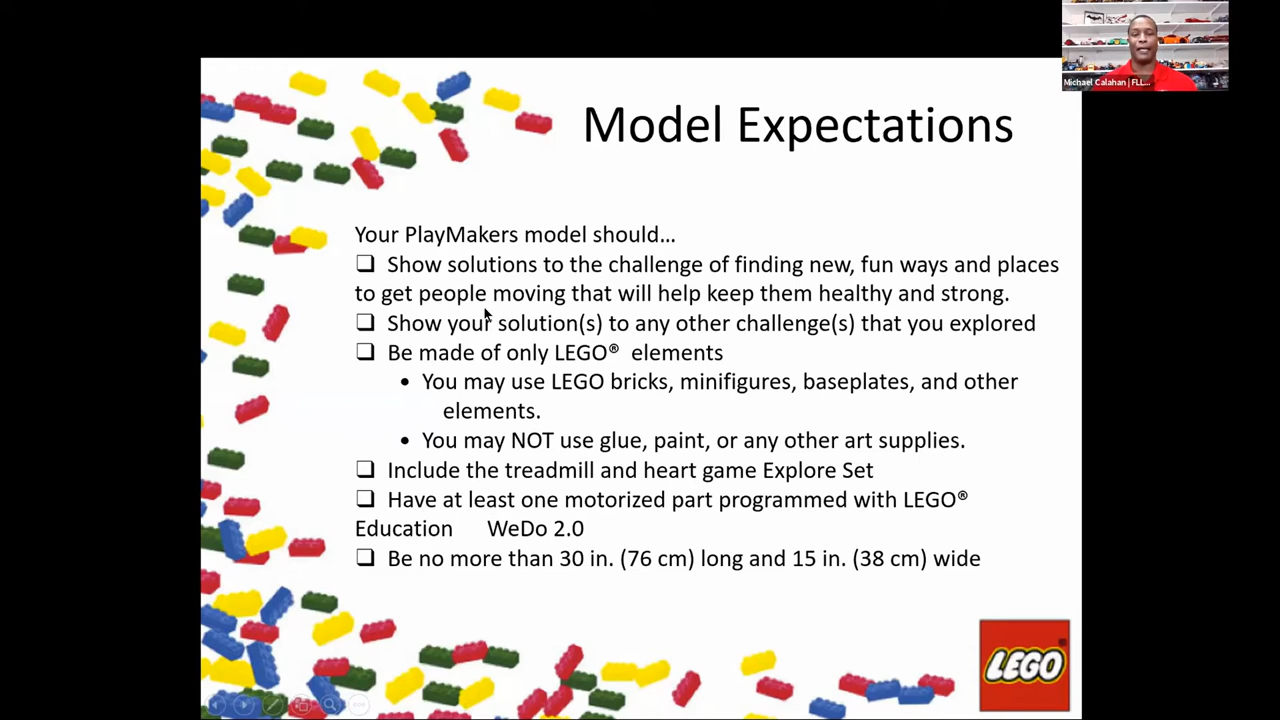 Michael Calahan | FLL...
Model Expectations
Your PlayMakers model should…
❑ Show solutions to the challenge of finding new, fun ways and places
to get people moving that will help keep them healthy and strong.
❑ Show your solution(s) to any other challenge(s) that you explored
❑ Be made of only LEGO® elements
• You may use LEGO bricks, minifigures, baseplates, and other
elements.
• You may NOT use glue, paint, or any other art supplies.
❑ Include the treadmill and heart game Explore Set
❑ Have at least one motorized part programmed with LEGO®
Education WeDo 2.0
❑ Be no more than 30 in. (76 cm) long and 15 in. (38 cm) wide
LEGO